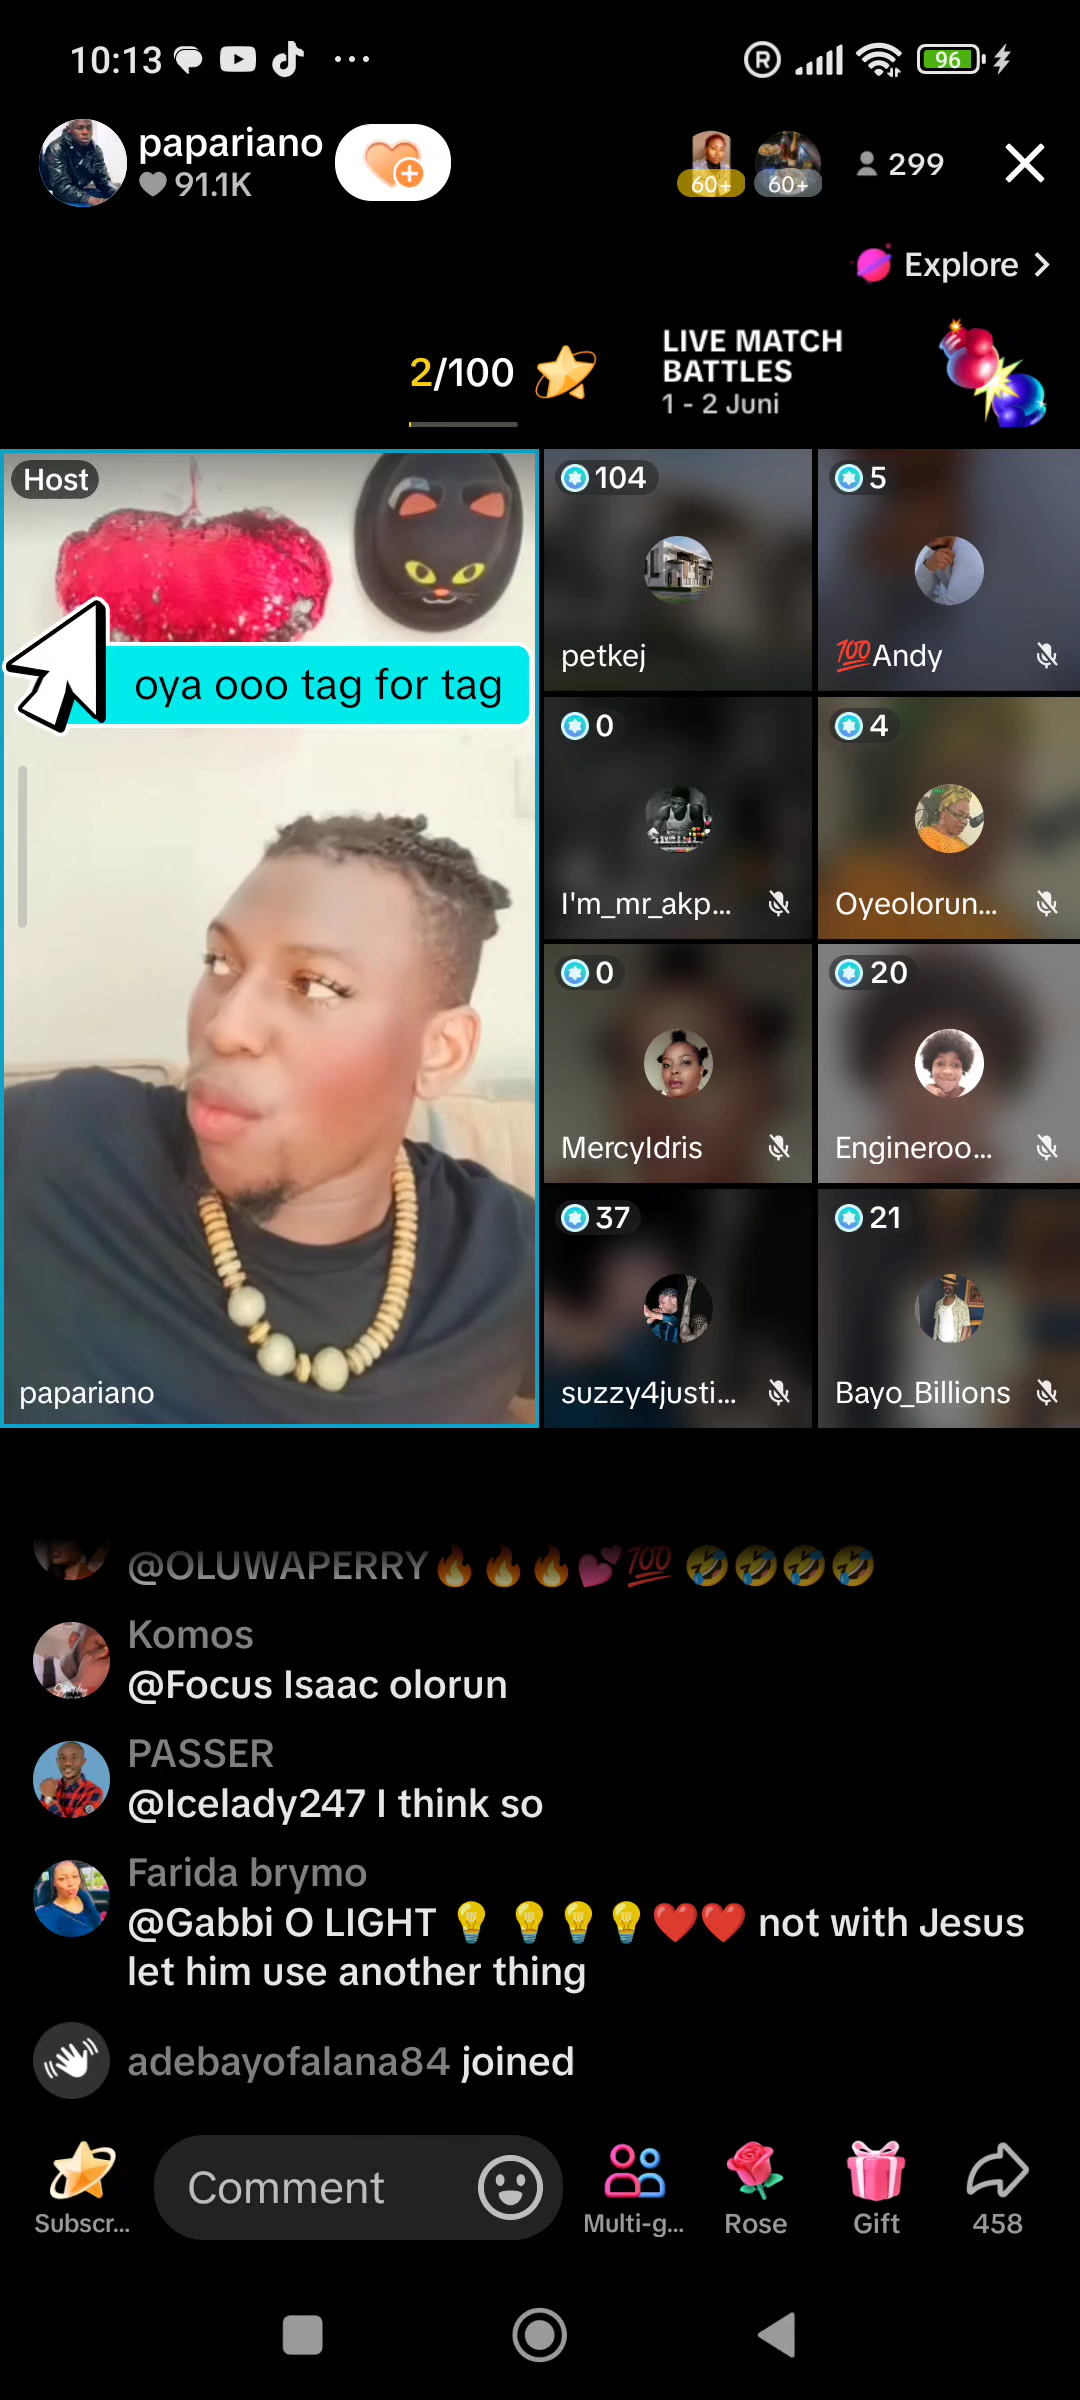 10:13
R
96
papariano
91.1K
60+
60+
299
Explore
2/100
LIVE MATCH
BATTLES
1 - 2 Juni
Host
oya ooo tag for tag
papariano
104
petkej
5
💯Andy
0
I'm_mr_akp...
4
Oyeolorun...
0
MercyIdris
20
Engineroo...
37
suzzy4justi...
21
Bayo_Billions
@OLUWAPERRY🔥🔥🔥💕💯 🤣🤣🤣🤣
Komos
@Focus Isaac olorun
PASSER
@Icelady247 I think so
Farida brymo
@Gabbi O LIGHT 💡 💡💡💡❤️❤️ not with Jesus
let him use another thing
adebayofalana84 joined
Subscr...
Comment
Multi-g...
Rose
Gift
458